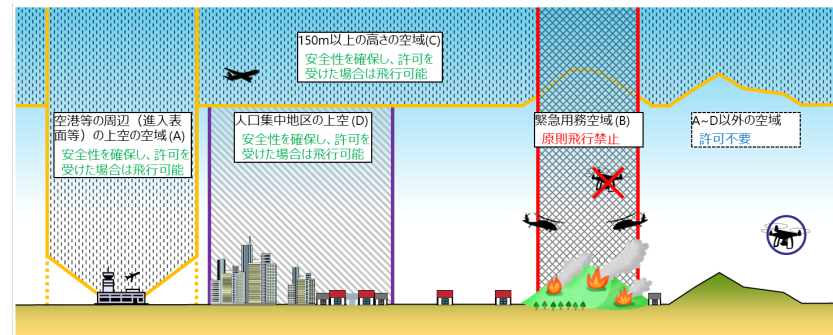 150m以上の高さの空域(C)
安全性を確保し、許可を
受けた場合は飛行可能
空港等の周辺（進入表
面等）の上空の空域(A)
安全性を確保し、許可を
受けた場合は飛行可能
人口集中地区の上空(D)
安全性を確保し、許可を
受けた場合は飛行可能
緊急用務空域(B)
原則飛行禁止
A~D以外の空域
許可不要